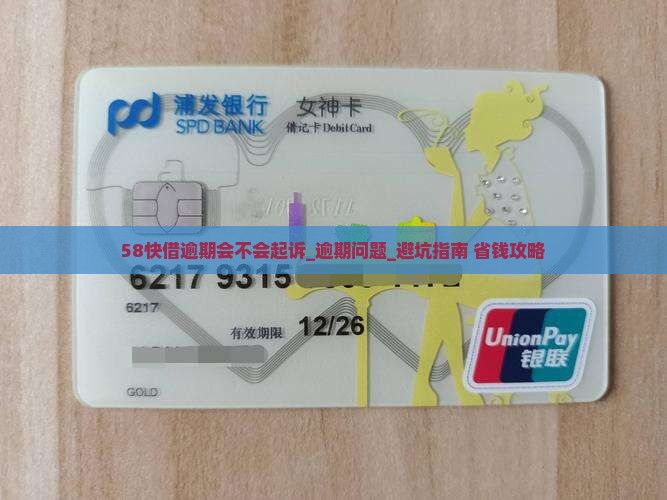 浦发银行
SPD BANK
女神卡
借记卡 Debit Card
58快借逾期会不会起诉_逾期问题_避坑指南 省钱攻略
6217 9315
6217
有效期限 12/26
UnionPay
银联
GOLD